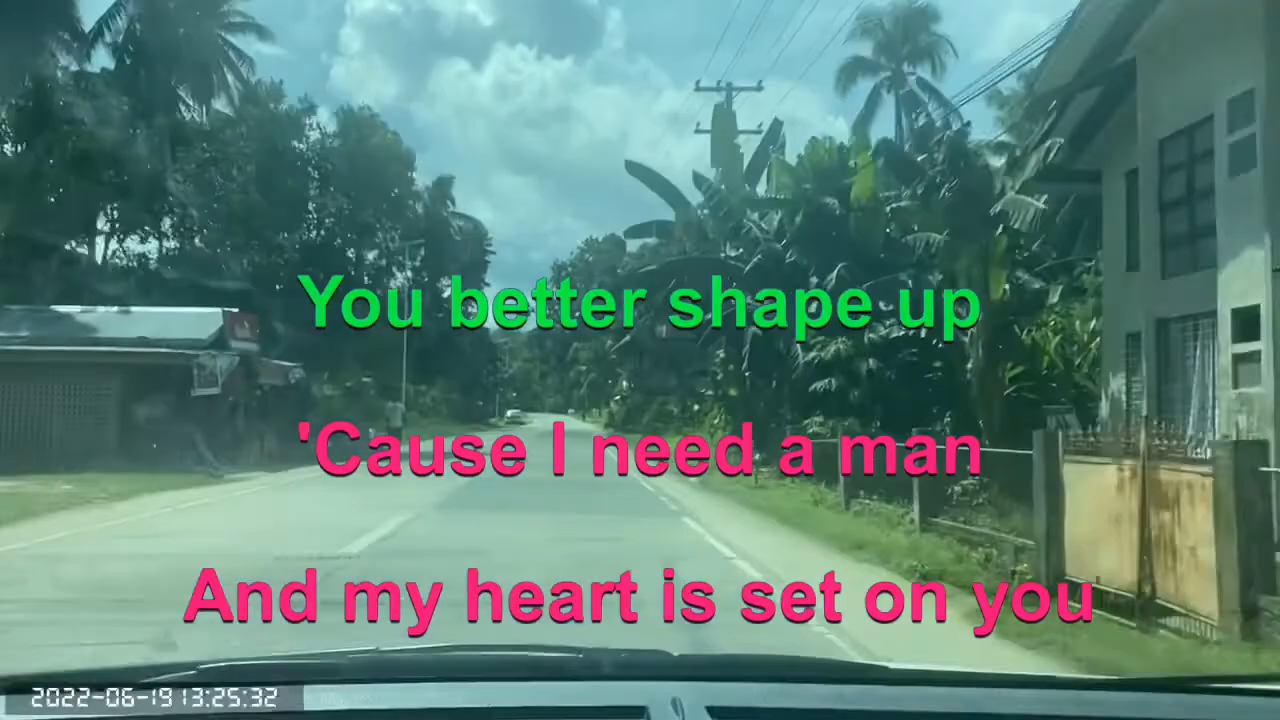 You better shape up
'Cause I need a man
And my heart is set on you
2022-06-19 13:25:32